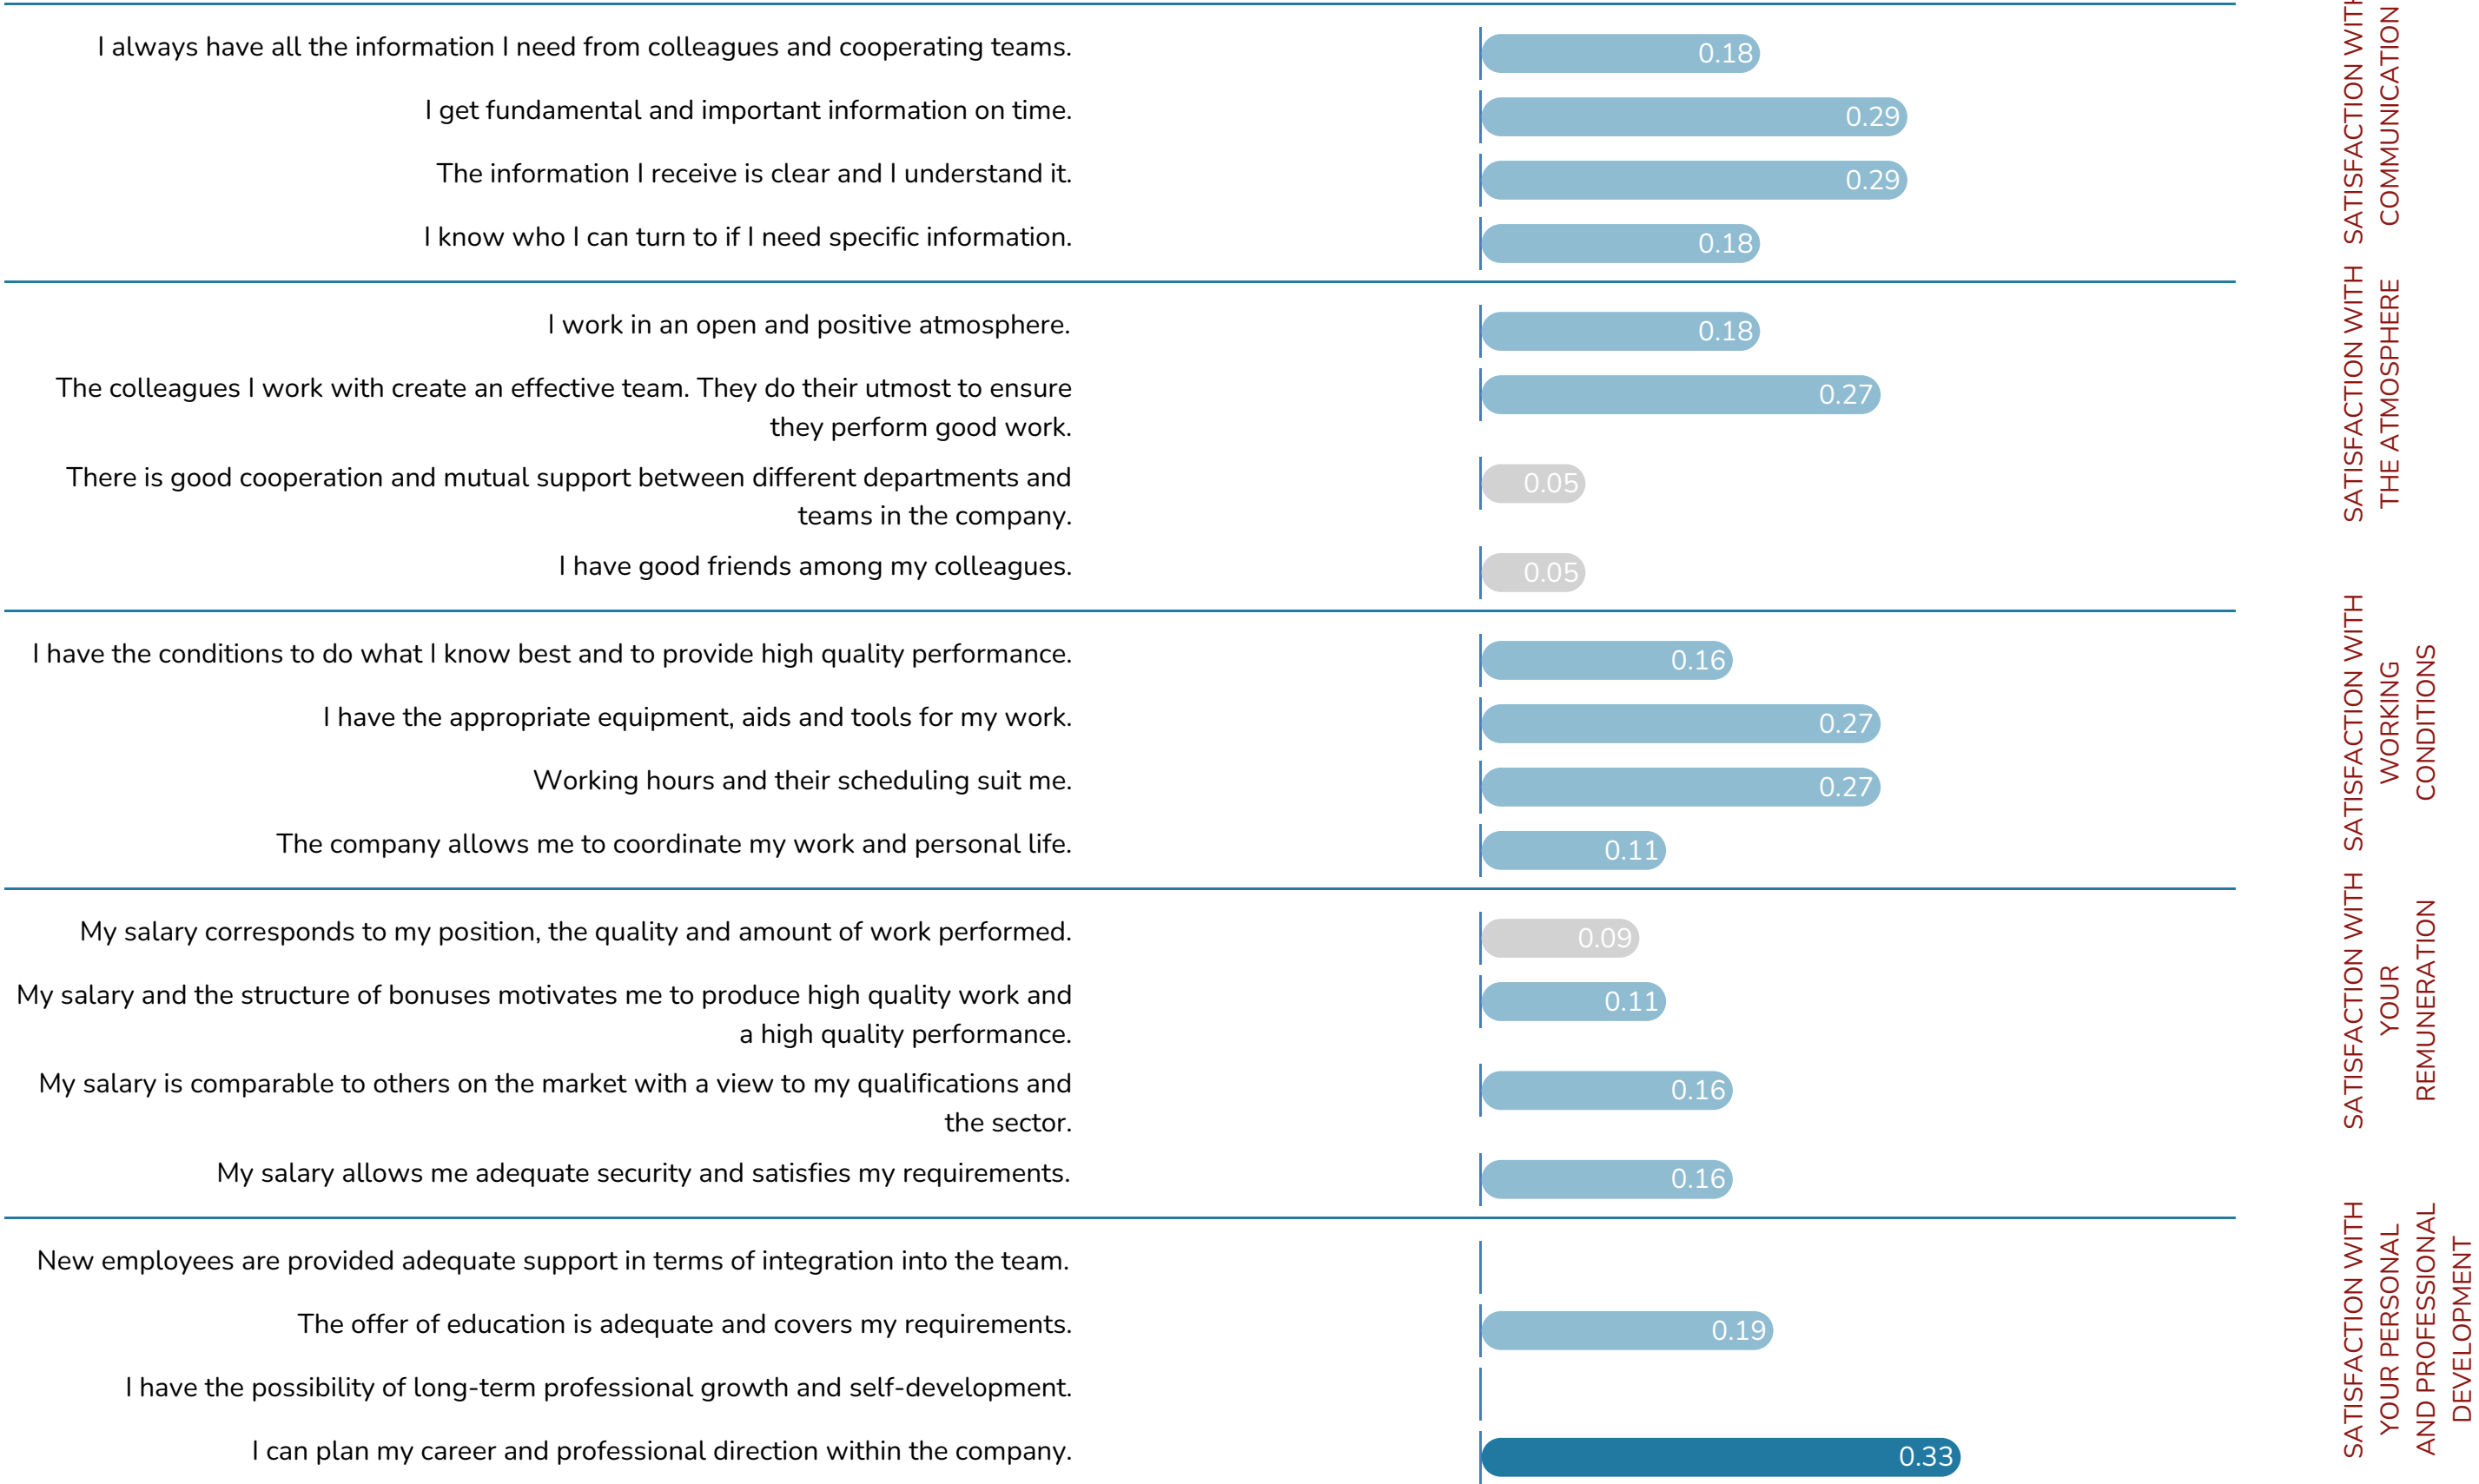 I always have all the information I need from colleagues and cooperating teams.
0.18
I get fundamental and important information on time.
0.29
The information I receive is clear and I understand it.
0.29
I know who I can turn to if I need specific information.
0.18
SATISFACTION WITH
COMMUNICATION
I work in an open and positive atmosphere.
0.18
The colleagues I work with create an effective team. They do their utmost to ensure
they perform good work.
0.27
There is good cooperation and mutual support between different departments and
teams in the company.
0.05
I have good friends among my colleagues.
0.05
SATISFACTION WITH
THE ATMOSPHERE
I have the conditions to do what I know best and to provide high quality performance.
0.16
I have the appropriate equipment, aids and tools for my work.
0.27
Working hours and their scheduling suit me.
0.27
The company allows me to coordinate my work and personal life.
0.11
SATISFACTION WITH
WORKING
CONDITIONS
My salary corresponds to my position, the quality and amount of work performed.
0.09
My salary and the structure of bonuses motivates me to produce high quality work and
a high quality performance.
0.11
My salary is comparable to others on the market with a view to my qualifications and
the sector.
0.16
My salary allows me adequate security and satisfies my requirements.
0.16
SATISFACTION WITH
YOUR
REMUNERATION
New employees are provided adequate support in terms of integration into the team.
The offer of education is adequate and covers my requirements.
0.19
I have the possibility of long-term professional growth and self-development.
I can plan my career and professional direction within the company.
0.33
SATISFACTION WITH
YOUR PERSONAL
AND PROFESSIONAL
DEVELOPMENT